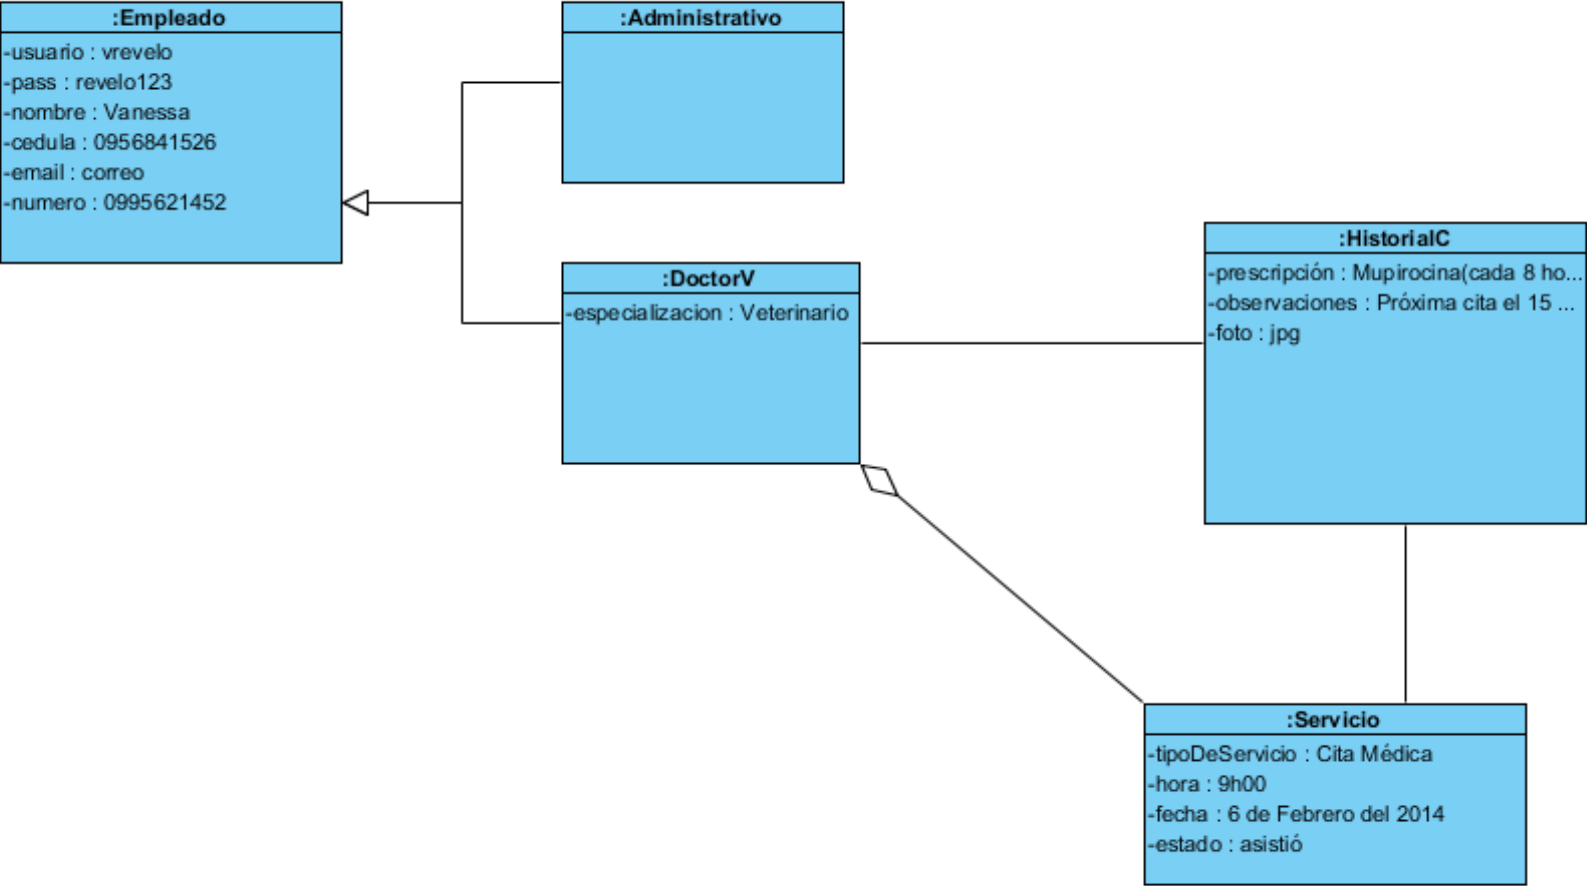 :Empleado
-usuario : vrevelo
-pass : revelo123
-nombre : Vanessa
-cedula : 0956841526
-email : correo
-numero : 0995621452
:Administrativo
:DoctorV
-especializacion : Veterinario
:HistorialC
-prescripción : Mupirocina(cada 8 ho...
-observaciones : Próxima cita el 15 ...
-foto : jpg
:Servicio
-tipoDeServicio : Cita Médica
-hora : 9h00
-fecha : 6 de Febrero del 2014
-estado : asistió